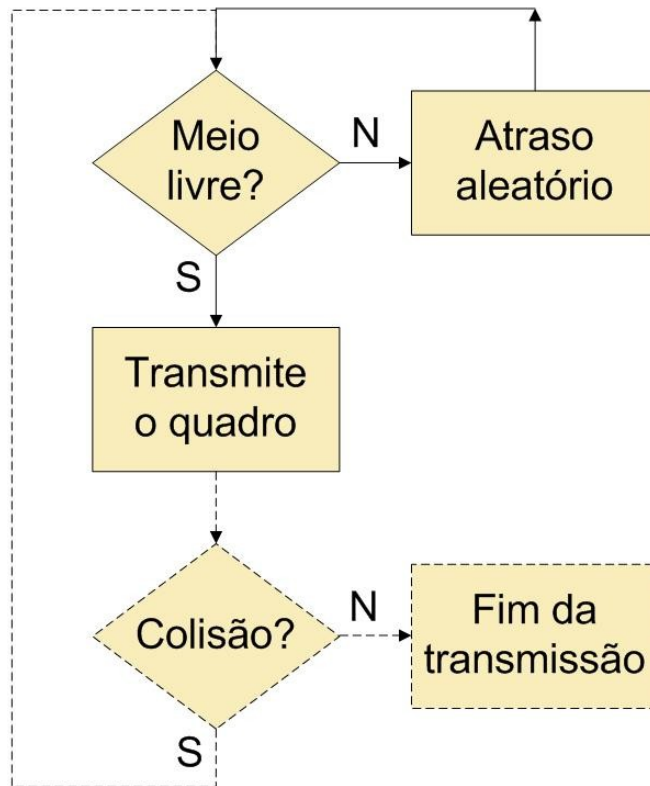 Meio
livre?
N
Atraso
aleatório
S
Transmite
o quadro
Colisão?
N
Fim da
transmissão
S